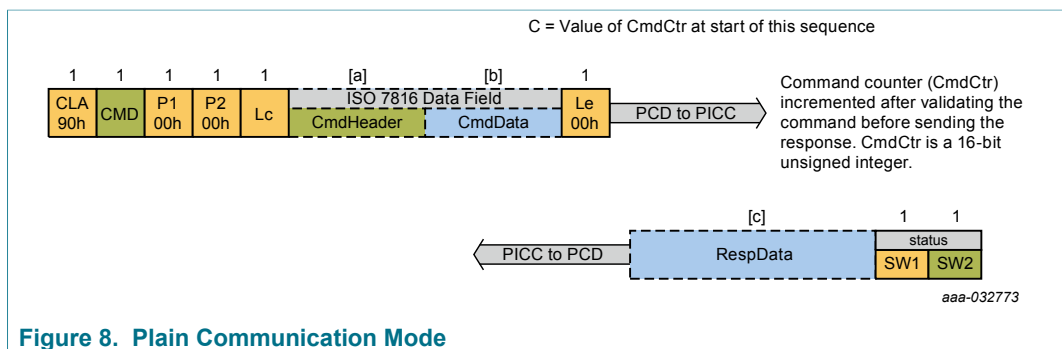 C = Value of CmdCtr at start of this sequence
1 1 1 1 1 [a] [b] 1
CLA 90h
CMD
P1 00h
P2 00h
Lc
ISO 7816 Data Field
CmdHeader
CmdData
Le 00h
PCD to PICC
Command counter (CmdCtr)
incremented after validating the
command before sending the
response. CmdCtr is a 16-bit
unsigned integer.
[c] 1 1
PICC to PCD
RespData
status
SW1 SW2
aaa-032773
Figure 8. Plain Communication Mode